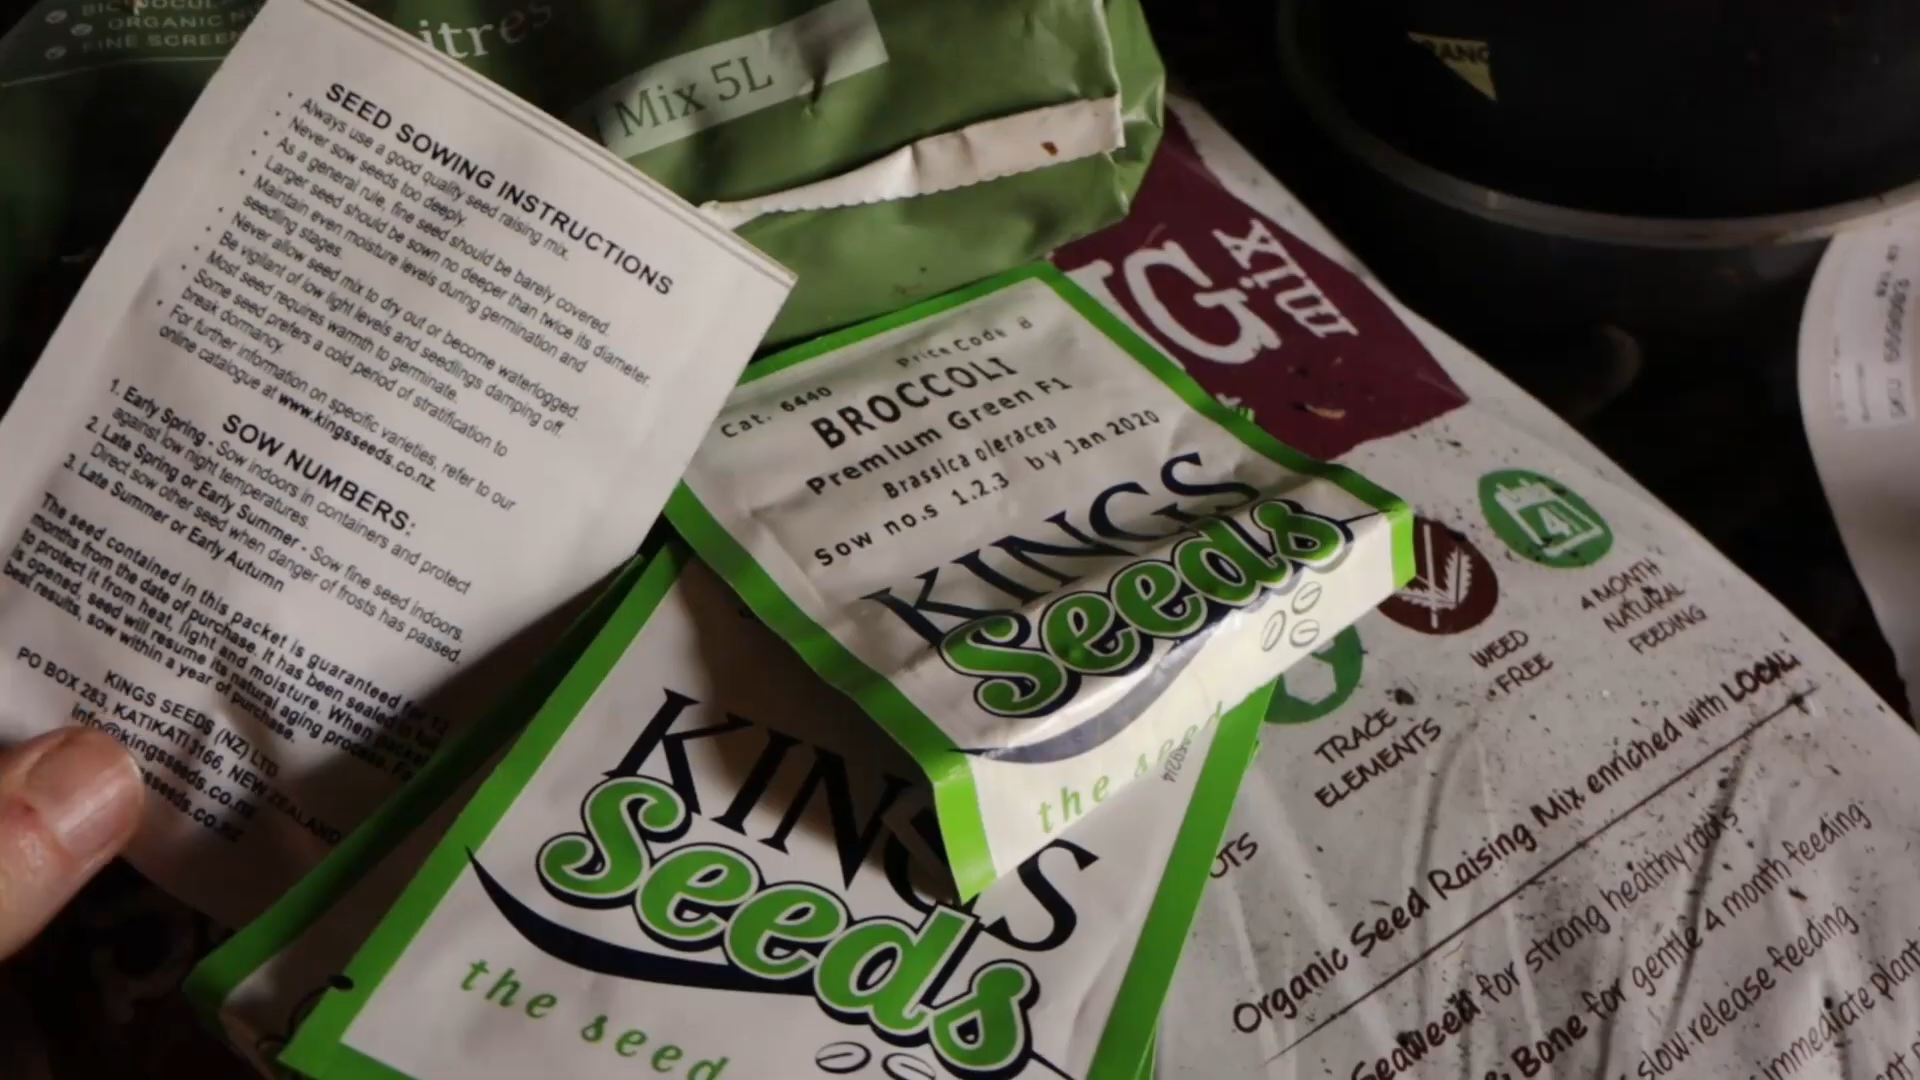 ORGANIC
FINE SCREEN
itres
Mix 5L
SEED SOWING INSTRUCTIONS
• Always use a good quality seed raising mix.
• Never sow seeds too deeply.
• As a general rule, fine seed should be barely covered.
• Larger seed should be sown no deeper than twice its diameter.
• Maintain even moisture levels during germination and
seedling stages.
• Never allow seed mix to dry out or become waterlogged.
• Be vigilant of low light levels and seedlings damping off.
• Most seed requires warmth to germinate.
• Some seed prefers a cold period of stratification to
break dormancy.
• For further information on specific varieties, refer to our
online catalogue at www.kingsseeds.co.nz.
SOW NUMBERS:
1. Early Spring - Sow indoors in containers and protect
against low night temperatures.
2. Late Spring or Early Summer - Sow fine seed indoors.
Direct sow other seed when danger of frosts has passed.
3. Late Summer or Early Autumn
The seed contained in this packet is guaranteed for 12
months from the date of purchase. It has been sealed
to protect it from heat, light and moisture. When packet
is opened, seed will resume its natural aging process. For
best results, sow within a year of purchase.
KINGS SEEDS (NZ) LTD
PO BOX 283, KATIKATI 3166, NEW ZEALAND
info@kingsseeds.co.nz
seeds.co.nz
Cat. 6440 Price Code B
BROCCOLI
Premium Green F1
Brassica oleracea
Sow no.s 1.2.3 by Jan 2020
KINGS
Seeds
the seed
KINGS
Seeds
the seed
G
mix
4
4 MONTH
NATURAL
FEEDING
WEED
FREE
TRACE
ELEMENTS
Organic Seed Raising Mix enriched with LOCAL
Seaweed for strong healthy roots
& Bone for gentle 4 month feeding
slow release feeding
immediate plant
SKU